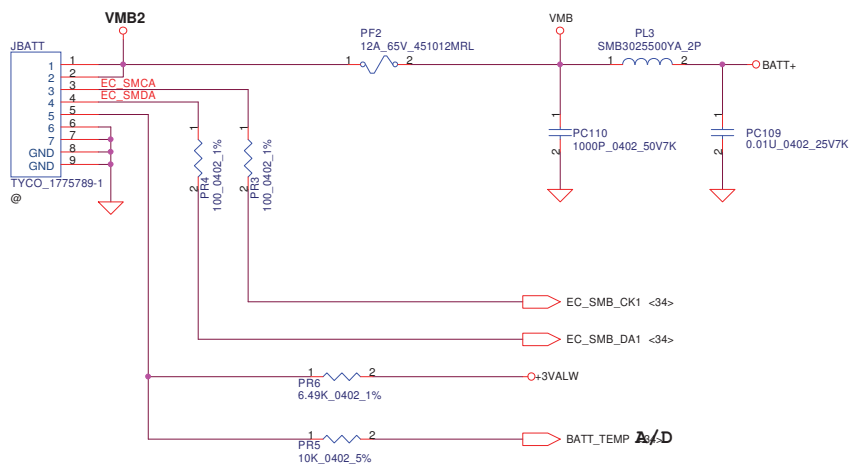 VMB2
VMB
JBATT
PF2
12A_65V_451012MRL
PL3
SMB3025500YA_2P
1 1
2 2
3 3
4 4
5 5
6 6
7 7
GND 8
GND 9
EC_SMCA
EC_SMDA
1 2
1 2
BATT+
TYCO_1775789-1
@
1
2
PR4
100_0402_1%
1
2
PR3
100_0402_1%
1
2
PC110
1000P_0402_50V7K
1
2
PC109
0.01U_0402_25V7K
EC_SMB_CK1 <34>
EC_SMB_DA1 <34>
1 2
PR6
6.49K_0402_1%
+3VALW
1 2
PR5
10K_0402_5%
BATT_TEMP
A/D